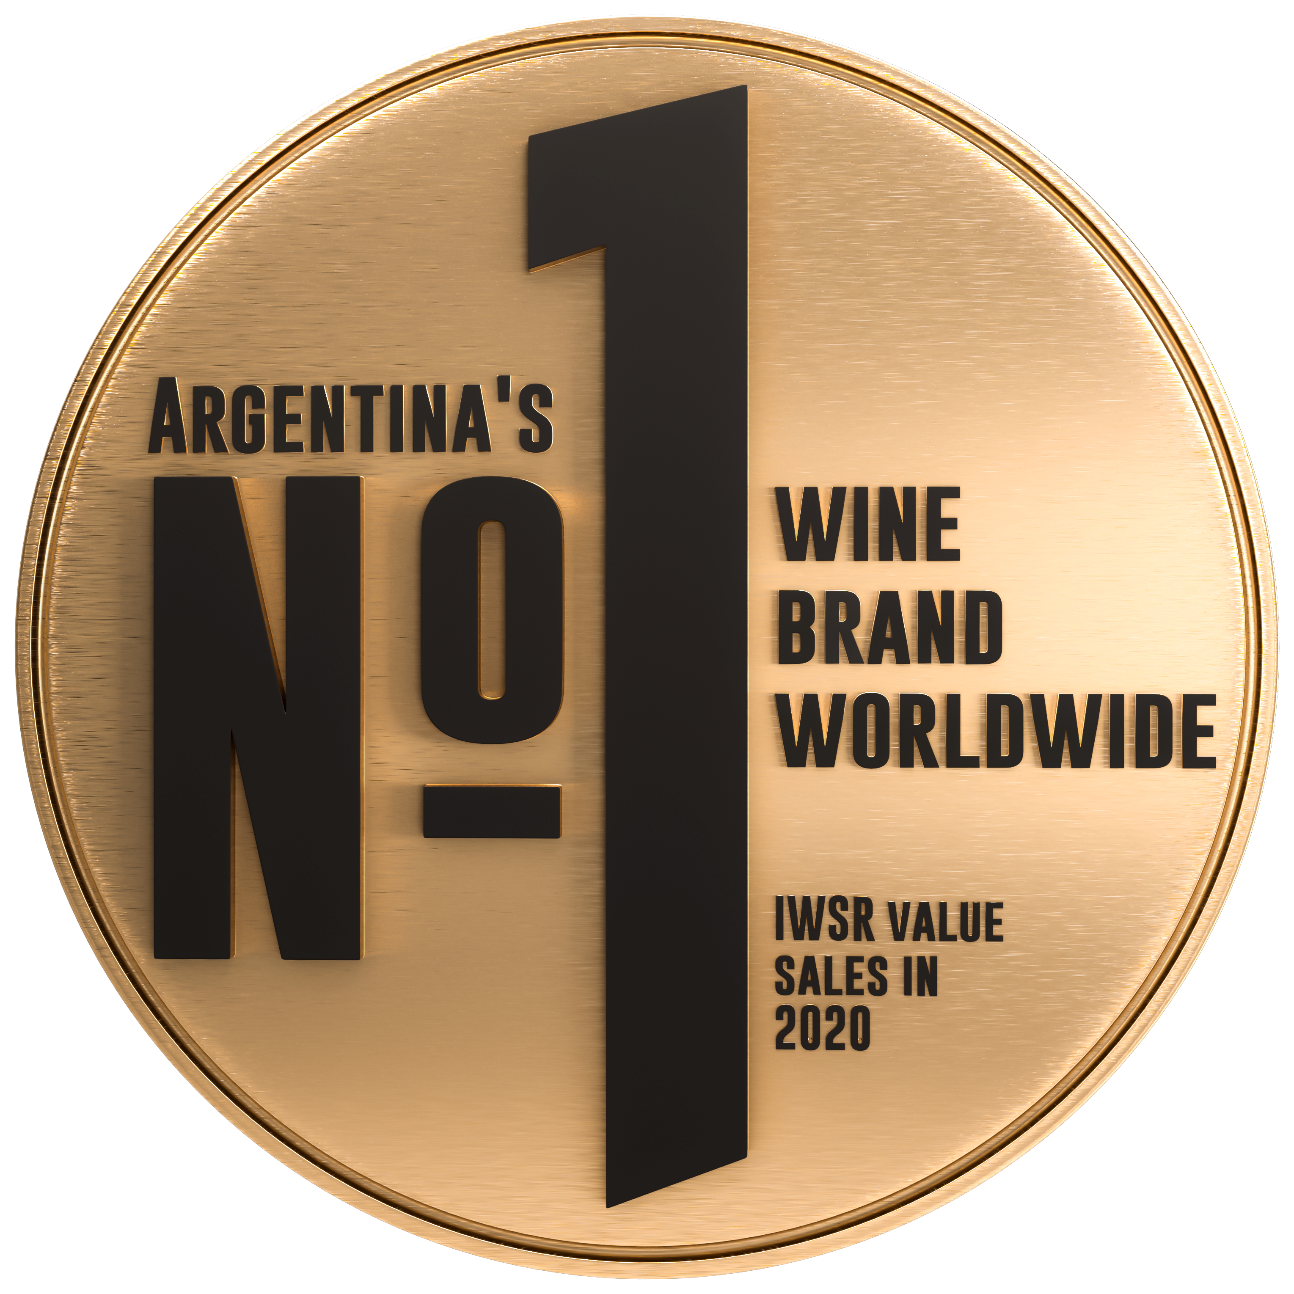 ARGENTINA'S
Nº1
WINE
BRAND
WORLDWIDE
IWSR VALUE
SALES IN
2020